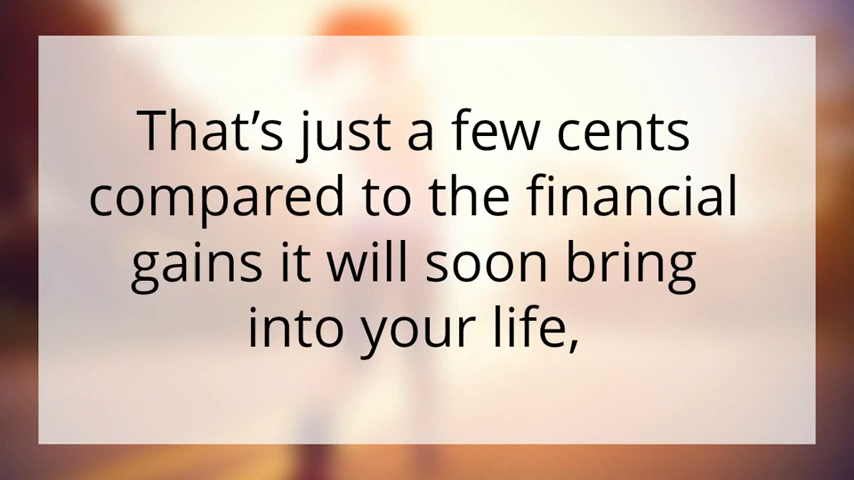 That’s just a few cents
compared to the financial
gains it will soon bring
into your life,